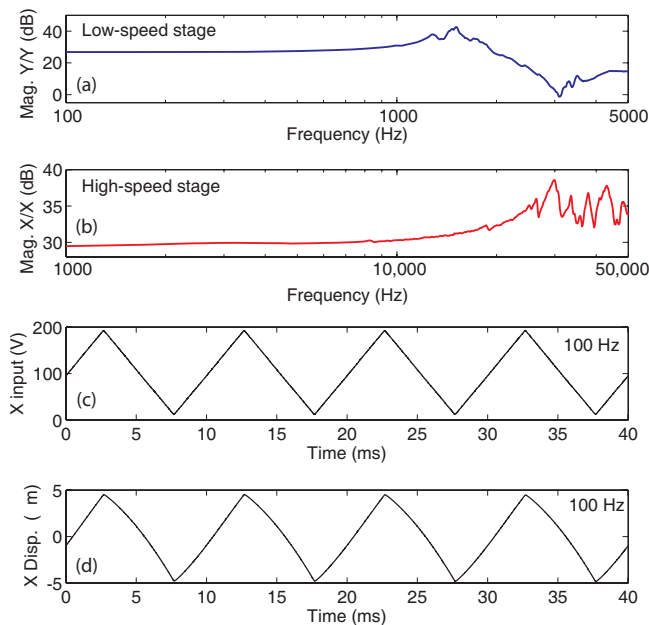 Mag. Y/Y (dB)
40
20
0
Low-speed stage
(a)
100
1000
5000
Frequency (Hz)
Mag. X/X (dB)
40
35
30
High-speed stage
(b)
1000
10,000
50,000
Frequency (Hz)
X input (V)
200
100
0
100 Hz
(c)
0
5
10
15
20
25
30
35
40
Time (ms)
X Disp. ( m)
5
0
-5
100 Hz
(d)
0
5
10
15
20
25
30
35
40
Time (ms)